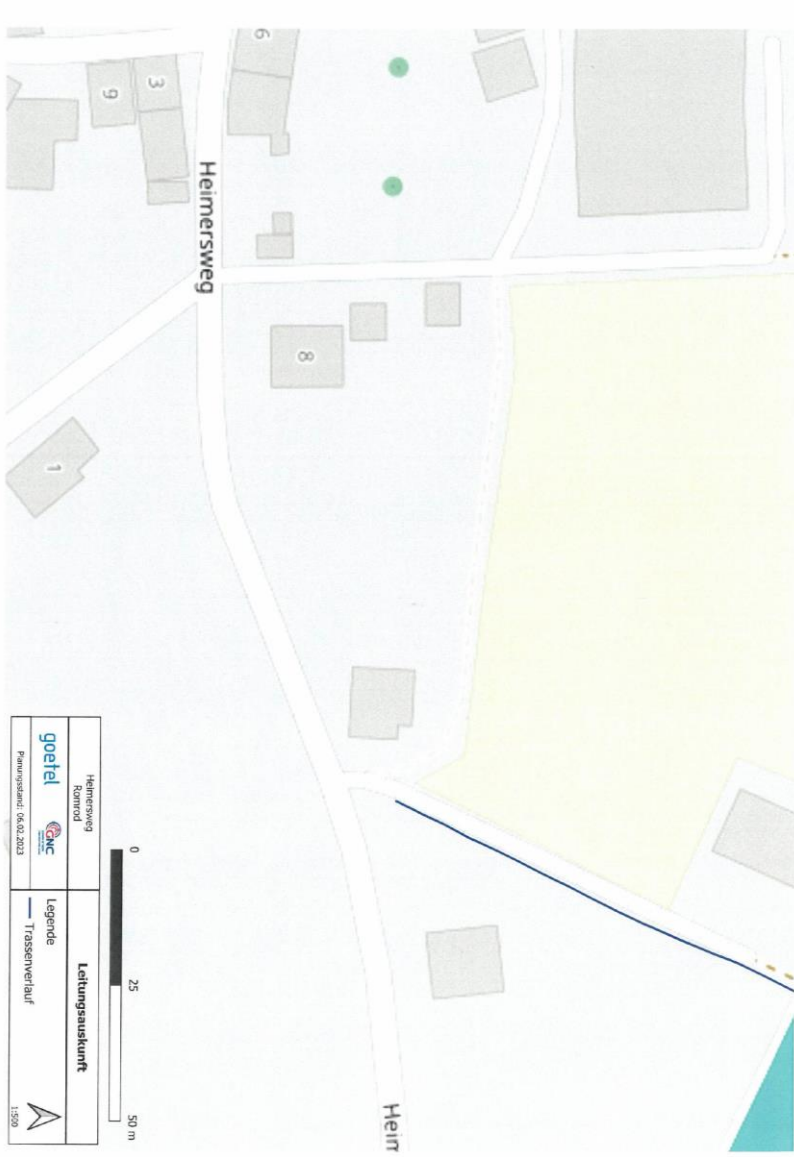 6
3
9
Heimersweg
8
1
Heim
0
25
50 m
Heimersweg
Romrod
goetel
GNC
Planungsstand: 06.02.2023
Leitungsauskunft
Legende
Trassenverlauf
1:500